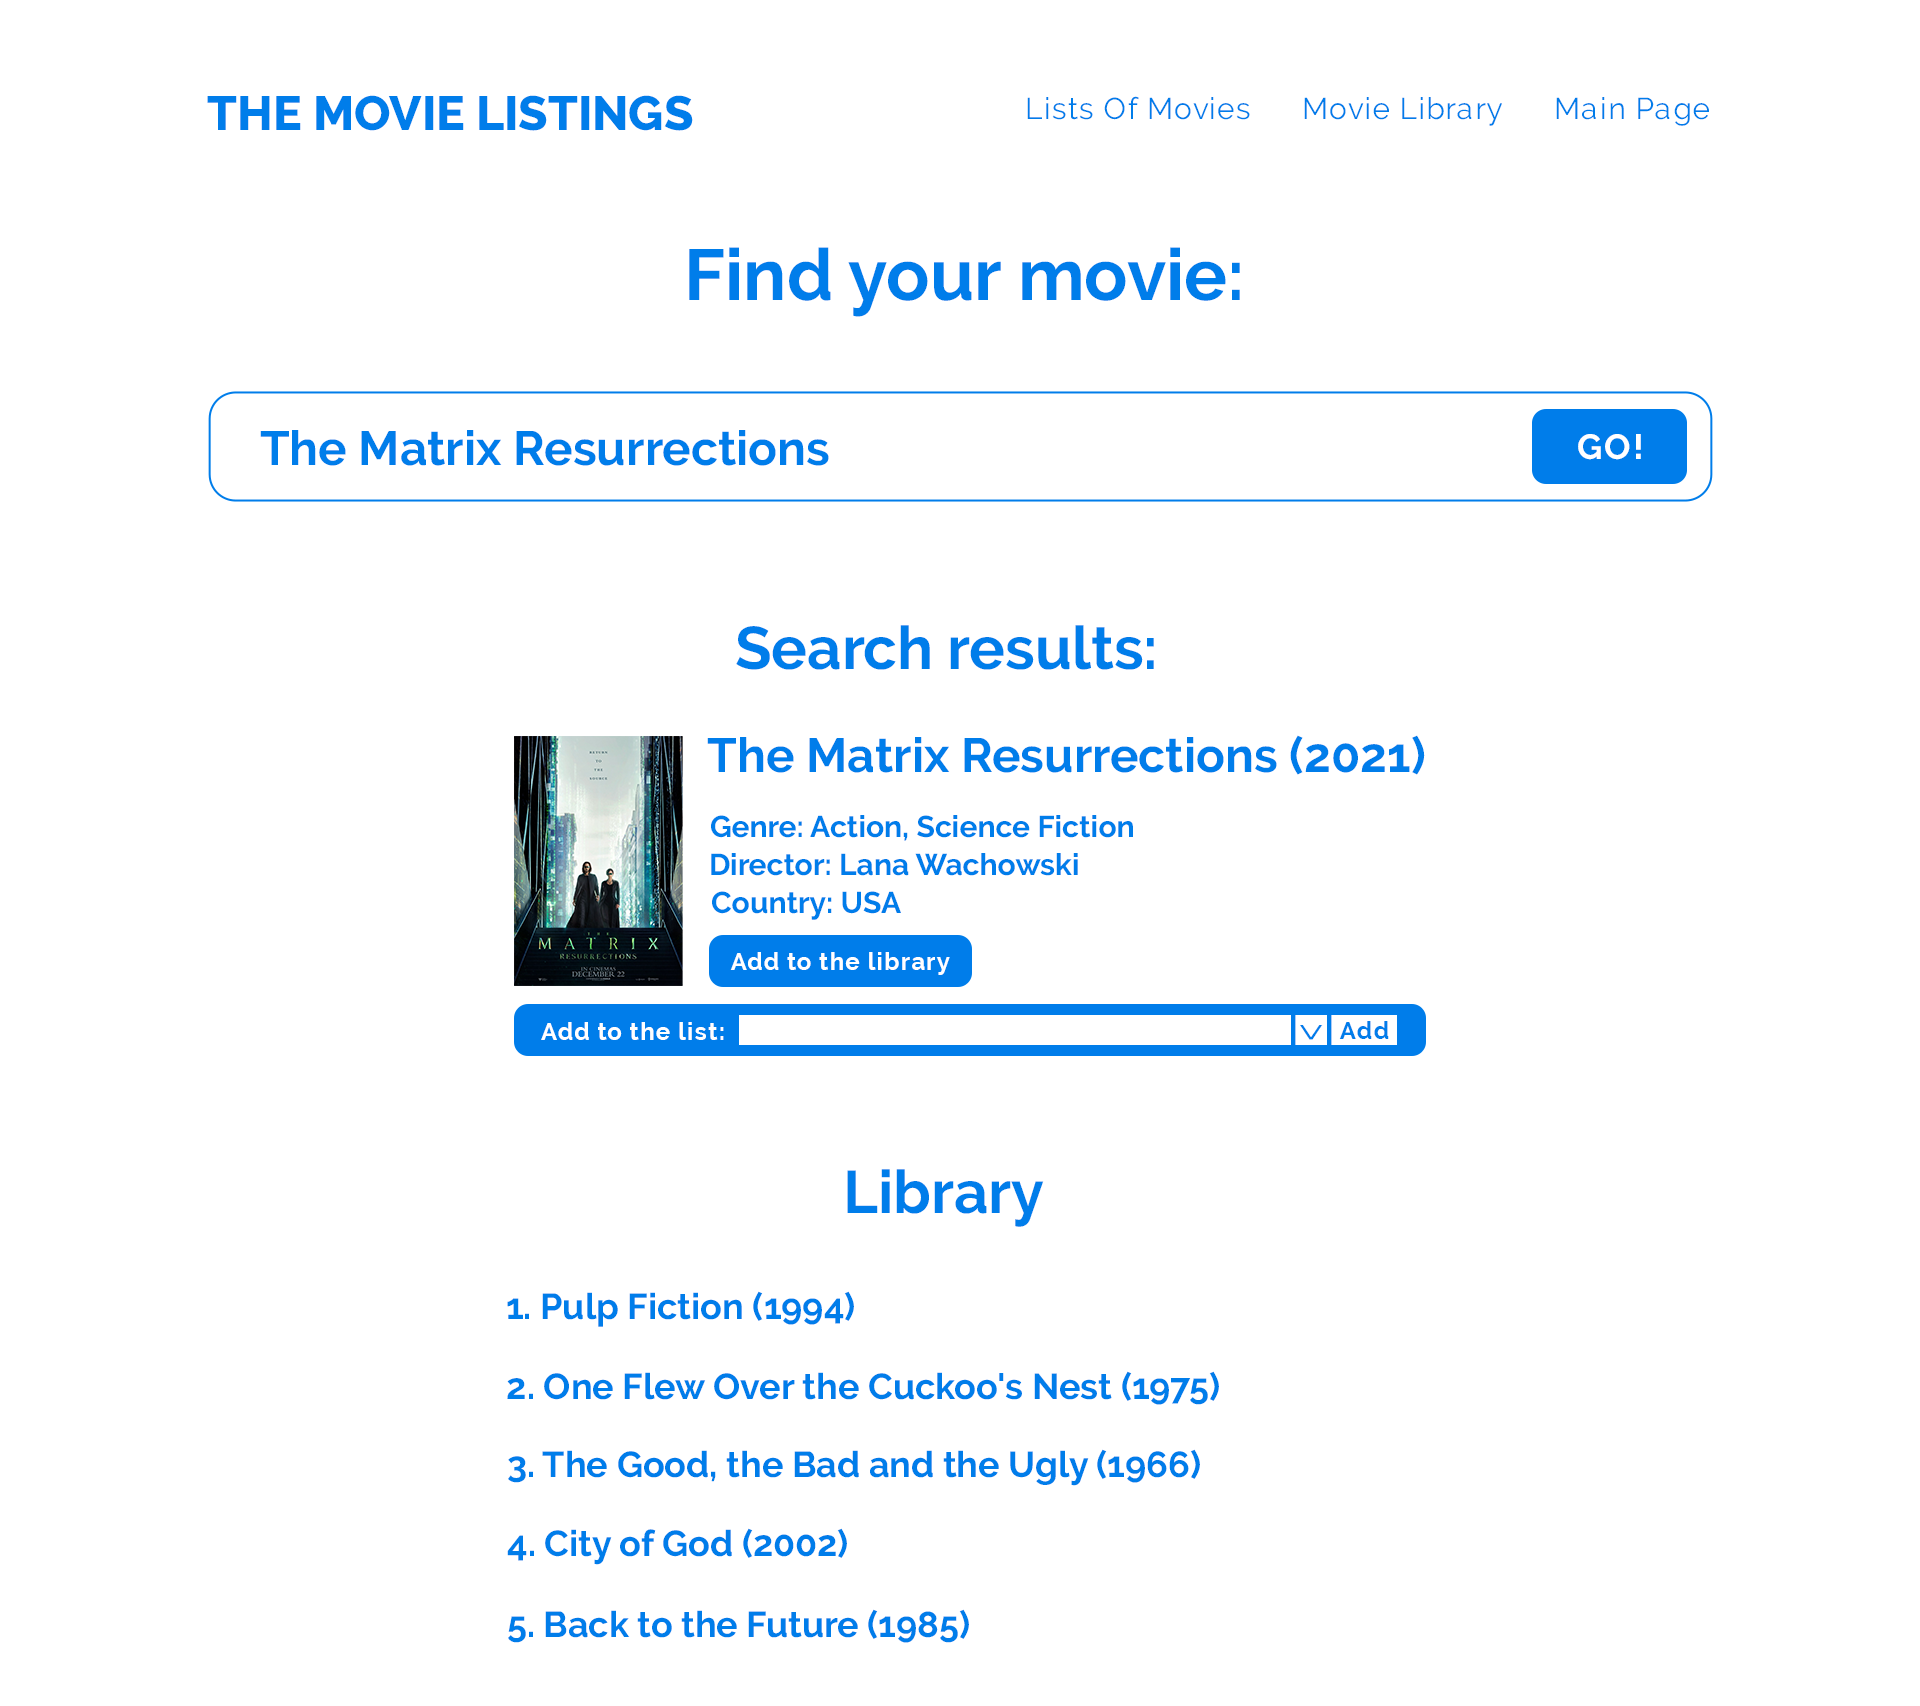 THE MOVIE LISTINGS
Lists Of Movies Movie Library Main Page
Find your movie:
The Matrix Resurrections
GO!
Search results:
RETURN
TO
THE
SOURCE
THE
MATRIX
RESURRECTIONS
IN CINEMAS
DECEMBER 22
The Matrix Resurrections (2021)
Genre: Action, Science Fiction
Director: Lana Wachowski
Country: USA
Add to the library
Add to the list:
Add
Library
1. Pulp Fiction (1994)
2. One Flew Over the Cuckoo's Nest (1975)
3. The Good, the Bad and the Ugly (1966)
4. City of God (2002)
5. Back to the Future (1985)